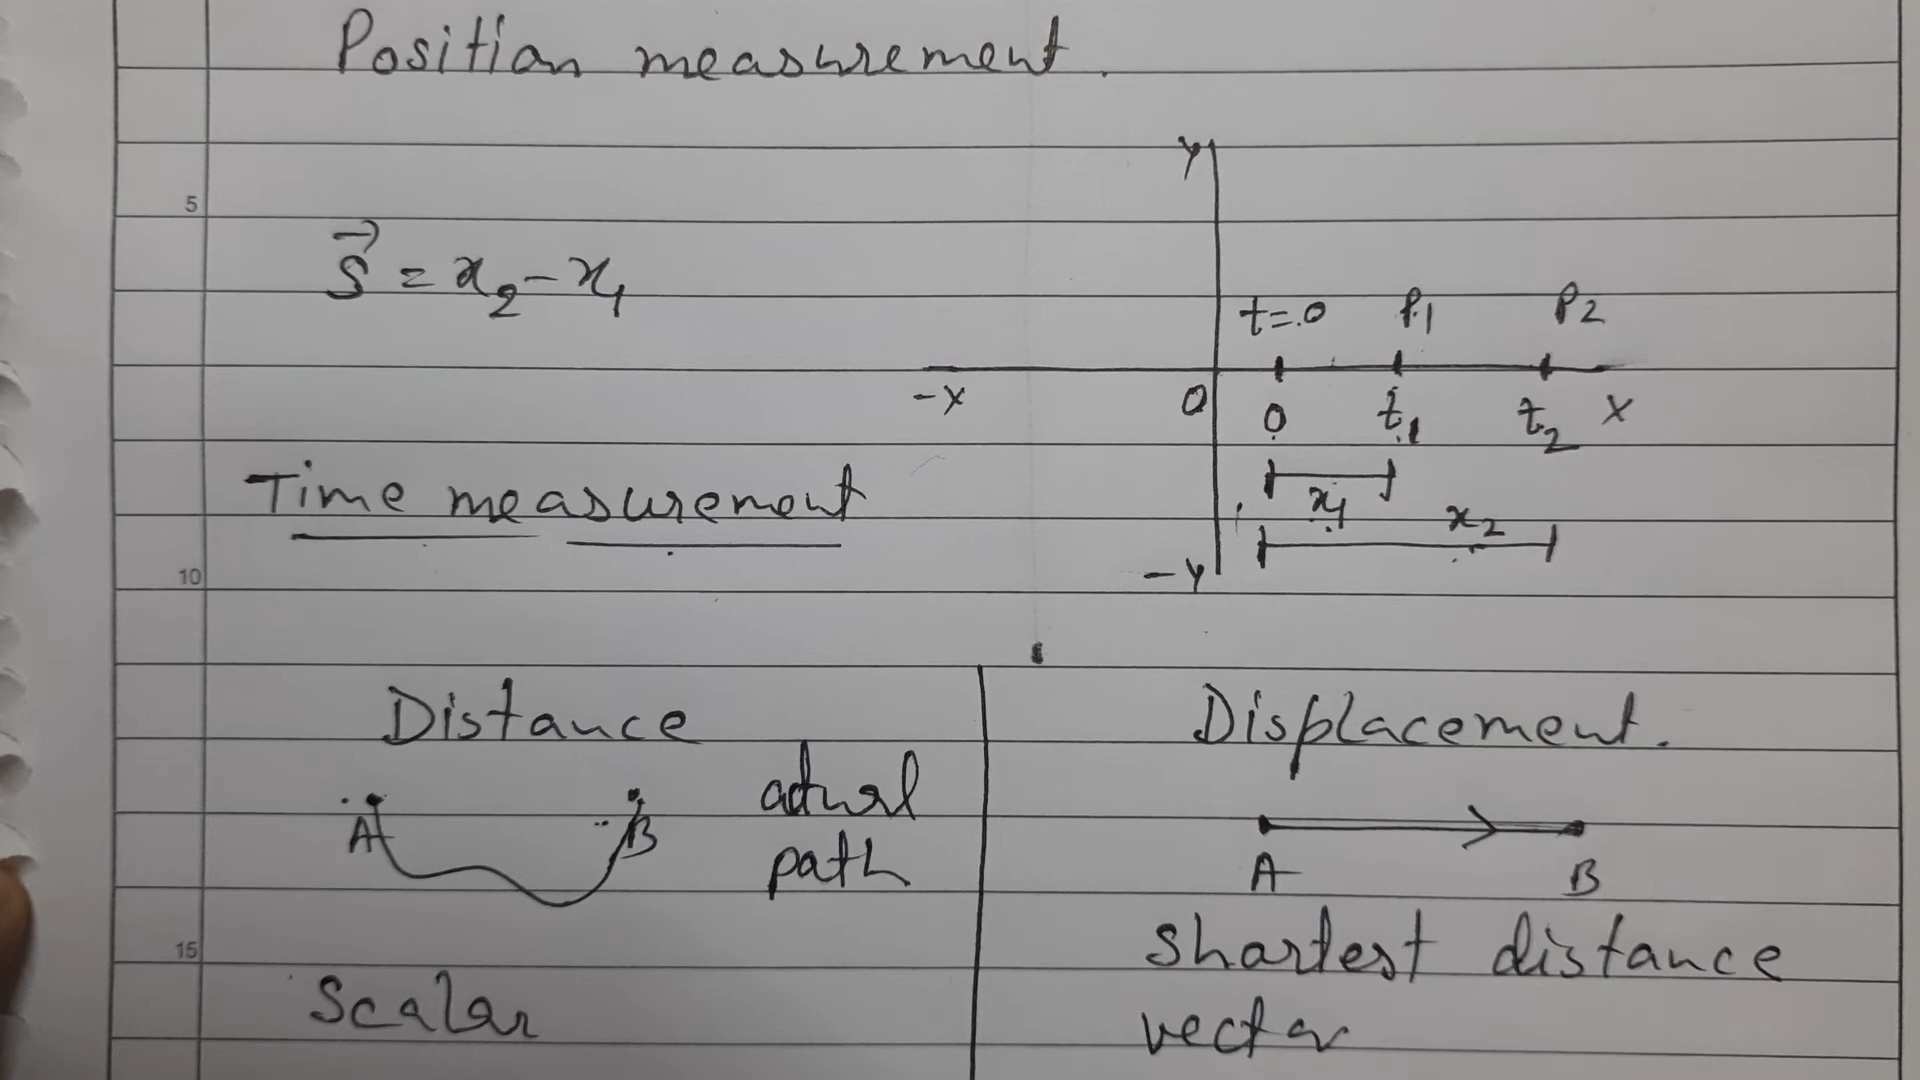 Position measurement.
Y
5
t=0 P1 P2
S⃗ = x₂ - x₁
-X O 0 t₁ t₂ X
Time measurement
x₁ x₂
-Y
10
Distance
Displacement.
A B
actual
path
A B
shortest distance
15
Scalar
vector